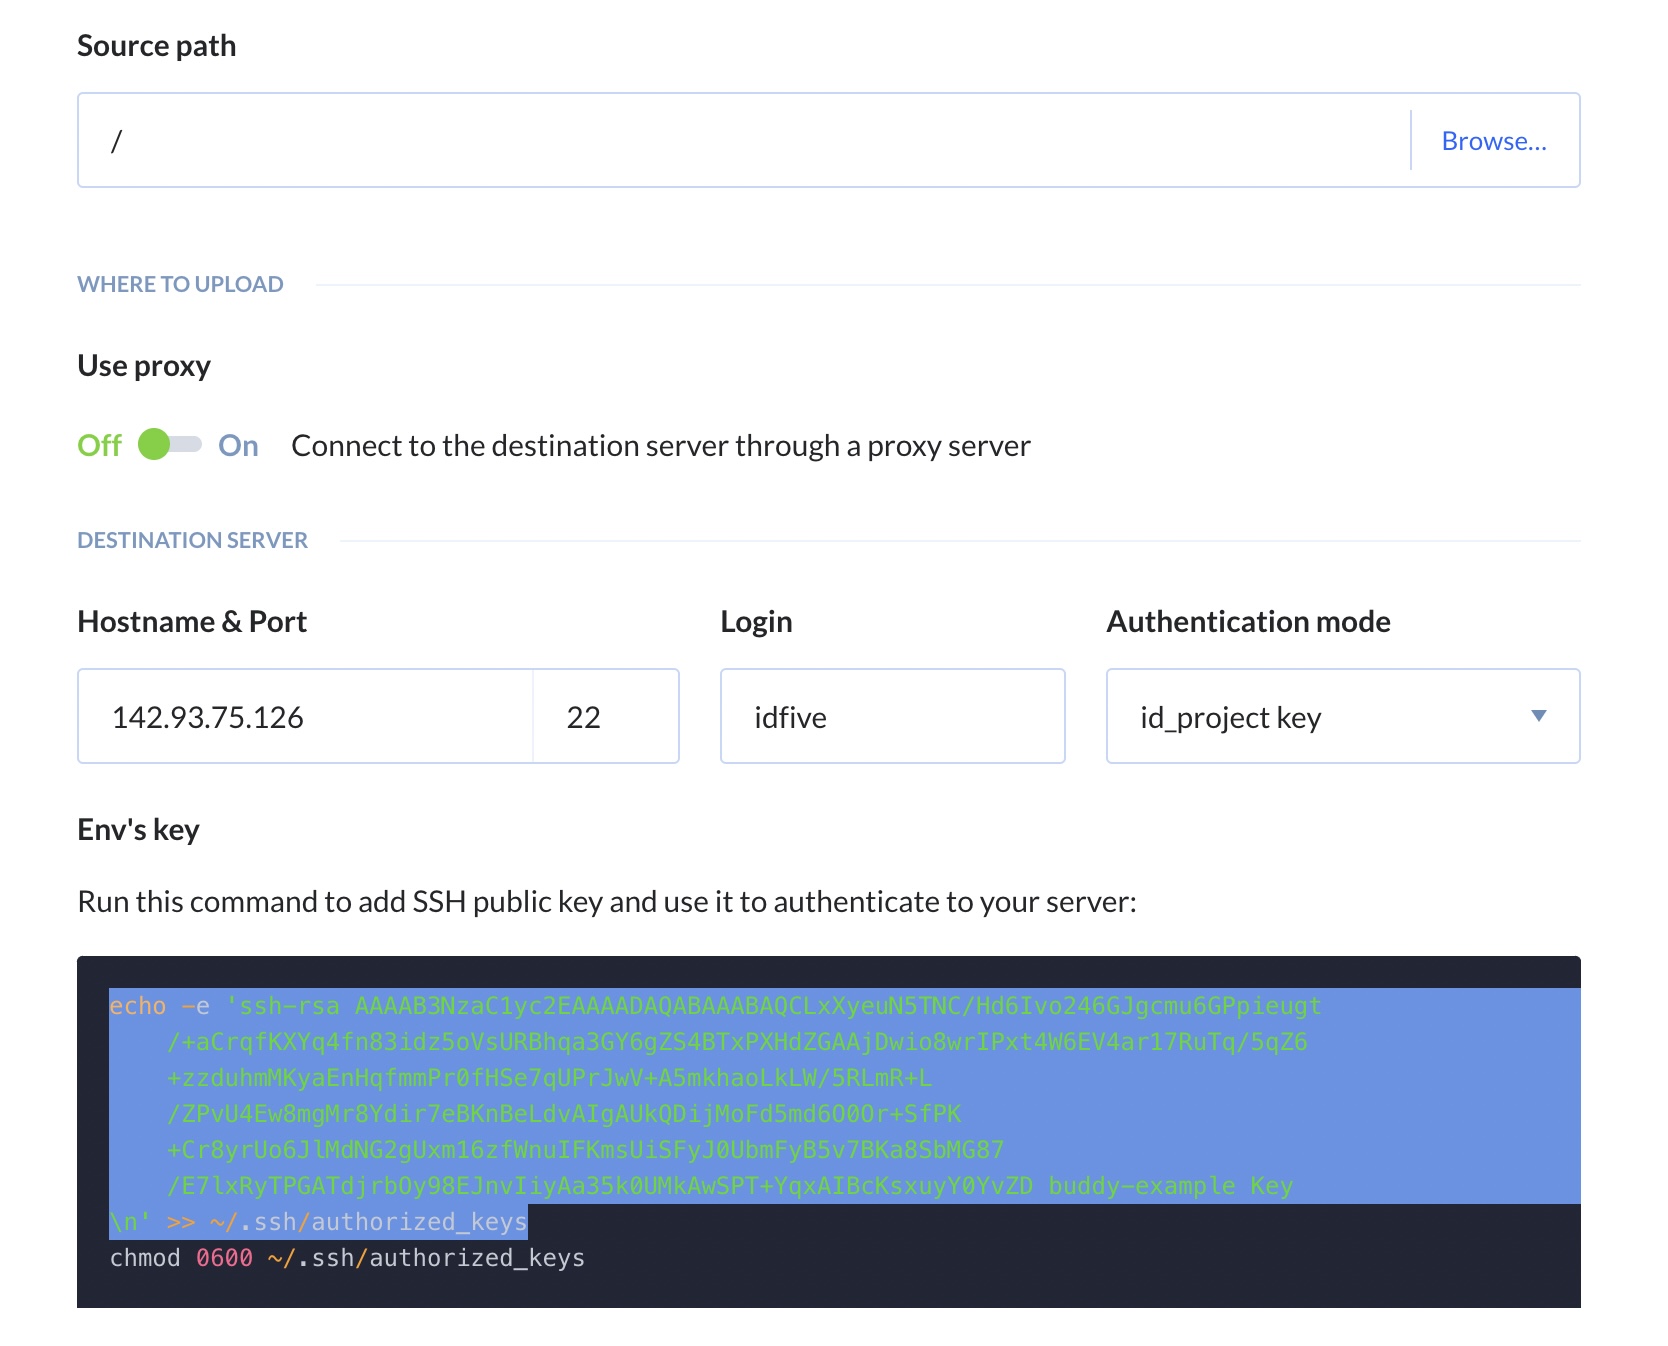 Source path
/
Browse...
WHERE TO UPLOAD
Use proxy
Off On Connect to the destination server through a proxy server
DESTINATION SERVER
Hostname & Port Login Authentication mode
142.93.75.126 22 idfive id_project key
Env's key
Run this command to add SSH public key and use it to authenticate to your server:
echo -e 'ssh-rsa AAAAB3NzaC1yc2EAAAADAQABAAABAQCLxXyeuN5TNC/Hd6Ivo246GJgcmu6GPpieugt
/+aCrqfKXYq4fn83idz5oVsURBhqa3GY6gZS4BTxPXHdZGAAjDwio8wrIPxt4W6EV4ar17RuTq/5qZ6
+zzduhmMKyaEnHqfmmPr0fHSe7qUPrJwV+A5mkhaoLkLW/5RLmR+L
/ZPvU4Ew8mgMr8Ydir7eBKnBeLdvAIgAUkQDijMoFd5md6O0Or+SfPK
+Cr8yrUo6JlMdNG2gUxm16zfWnuIFKmsUiSFyJ0UbmFyB5v7BKa8SbMG87
/E7lxRyTPGATdjrbOy98EJnvIiyAa35k0UMkAwSPT+YqxAIBcKsxuyY0YvZD buddy-example Key
\n' >> ~/.ssh/authorized_keys
chmod 0600 ~/.ssh/authorized_keys